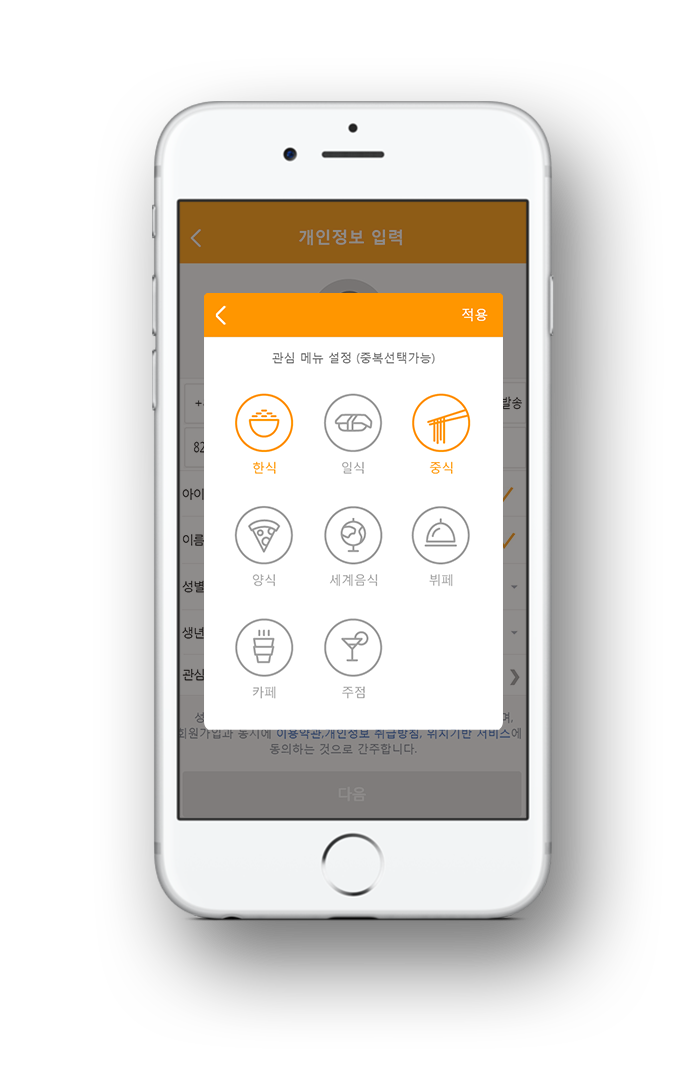 개인정보 입력
적용
관심 메뉴 설정 (중복선택가능)
발송
82
한식 일식 중식
아이
이름
양식 세계음식 뷔페
성별
생년
관심
카페 주점
성
며,
회원가입과 동시에 이용약관,개인정보 취급방침, 위치기반 서비스에
동의하는 것으로 간주합니다.
다음